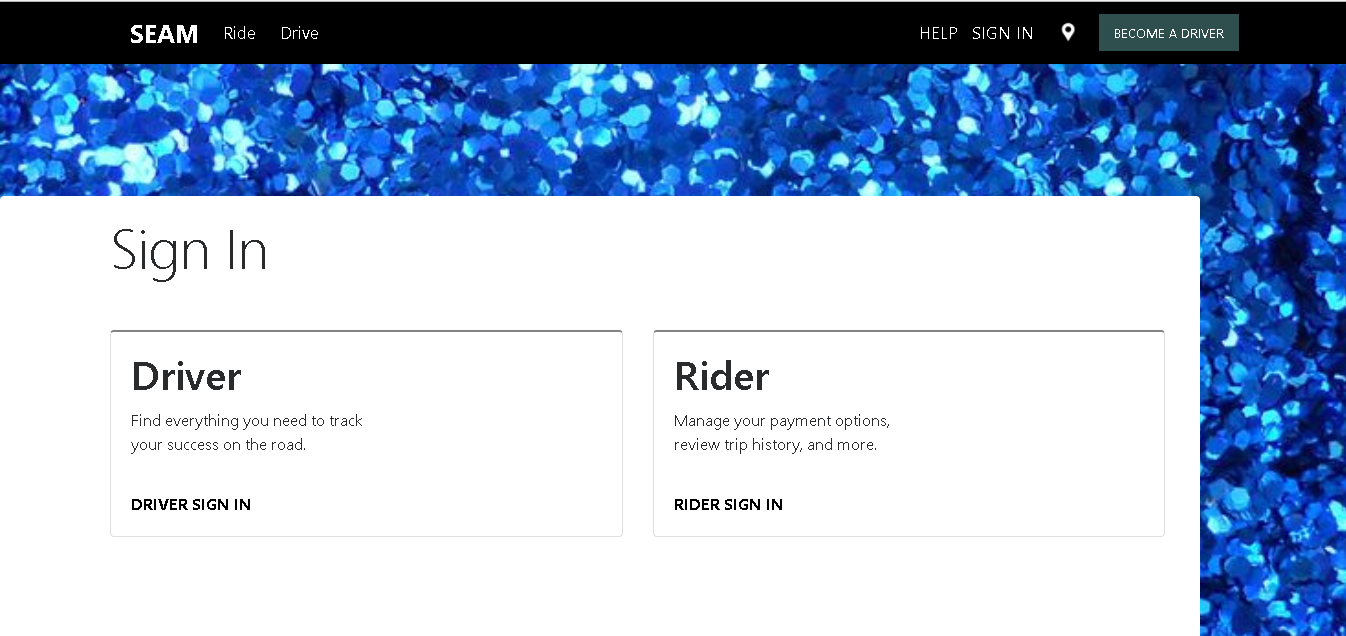 SEAM Ride Drive HELP SIGN IN BECOME A DRIVER
Sign In
Driver
Find everything you need to track
your success on the road.
DRIVER SIGN IN
Rider
Manage your payment options,
review trip history, and more.
RIDER SIGN IN